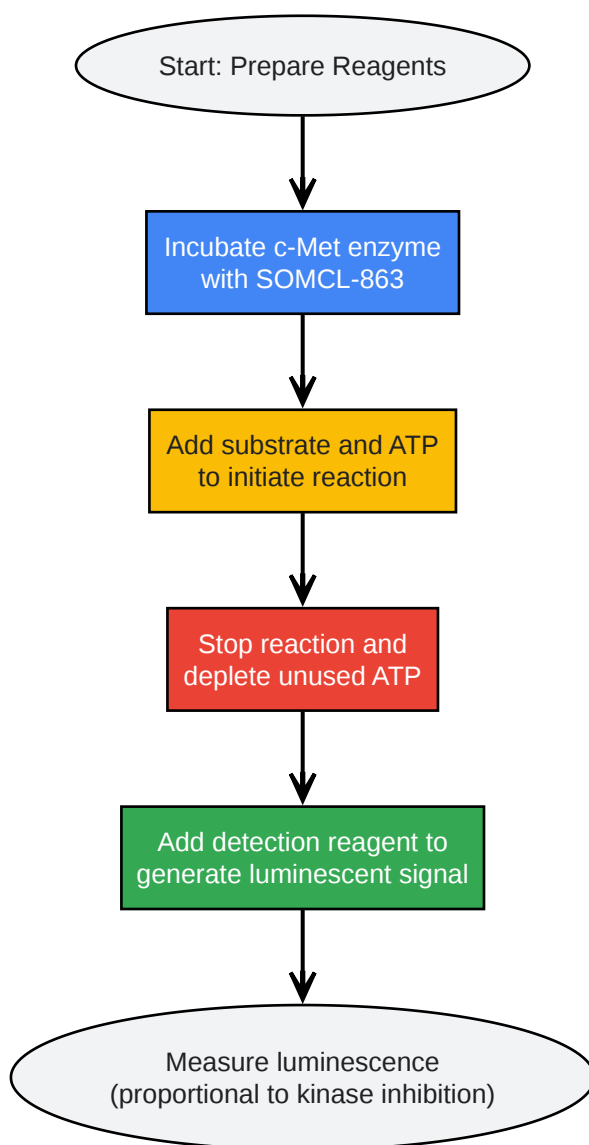 Start: Prepare Reagents
Incubate c-Met enzyme
with SOMCL-863
Add substrate and ATP
to initiate reaction
Stop reaction and
deplete unused ATP
Add detection reagent to
generate luminescent signal
Measure luminescence
(proportional to kinase inhibition)